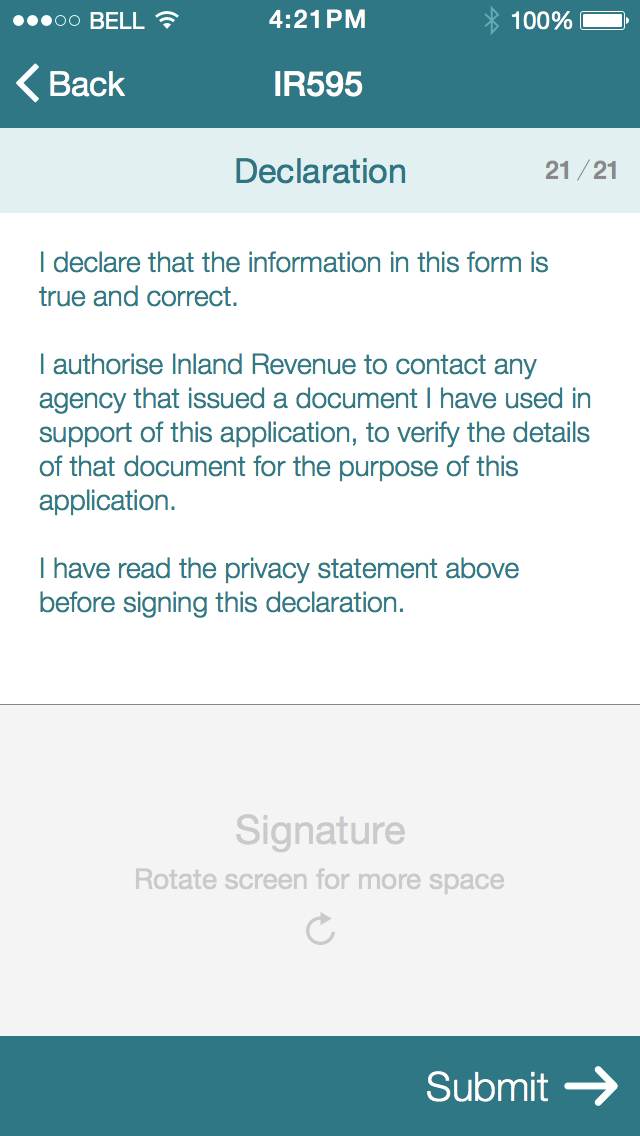 BELL 4:21PM 100%
Back IR595
Declaration 21 / 21
I declare that the information in this form is
true and correct.
I authorise Inland Revenue to contact any
agency that issued a document I have used in
support of this application, to verify the details
of that document for the purpose of this
application.
I have read the privacy statement above
before signing this declaration.
Signature
Rotate screen for more space
Submit